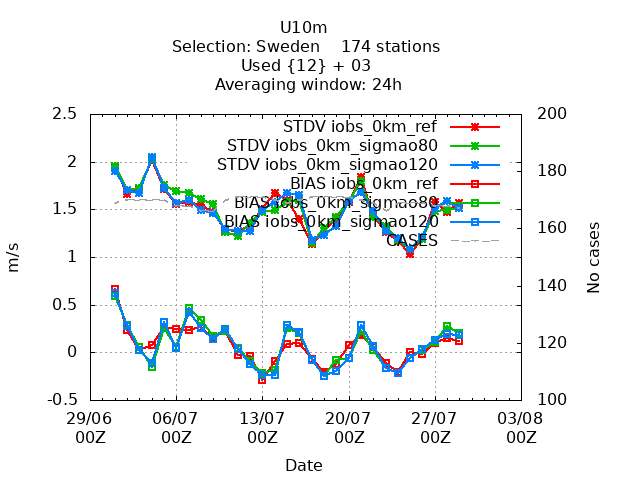 U10m
Selection: Sweden 174 stations
Used {12} + 03
Averaging window: 24h
STDV iobs_0km_ref
STDV iobs_0km_sigmao80
STDV iobs_0km_sigmao120
BIAS iobs_0km_ref
BIAS iobs_0km_sigmao80
BIAS iobs_0km_sigmao120
CASES
2.5
2
1.5
1
0.5
0
-0.5
m/s
200
180
160
140
120
100
No cases
29/06 06/07 13/07 20/07 27/07 03/08
00Z 00Z 00Z 00Z 00Z 00Z
Date